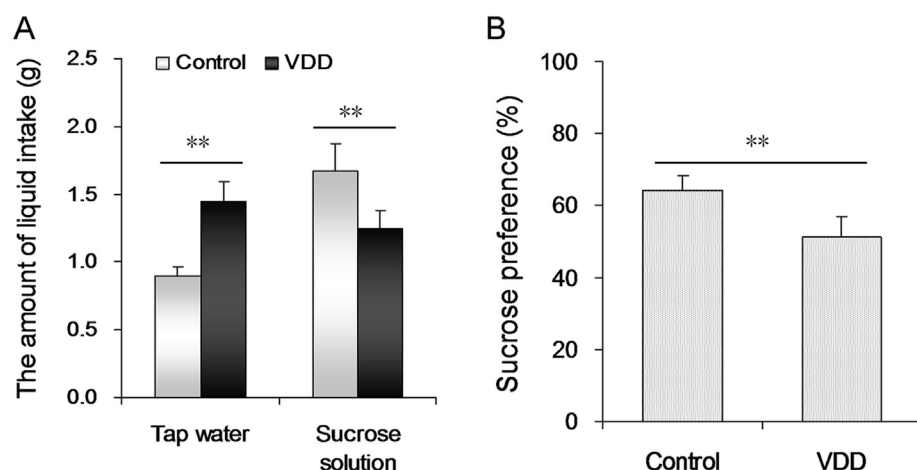 A
The amount of liquid intake (g)
2.5
2.0
1.5
1.0
0.5
0.0
Control VDD
**
**
Tap water
Sucrose
solution
B
Sucrose preference (%)
100
80
60
40
20
0
**
Control
VDD